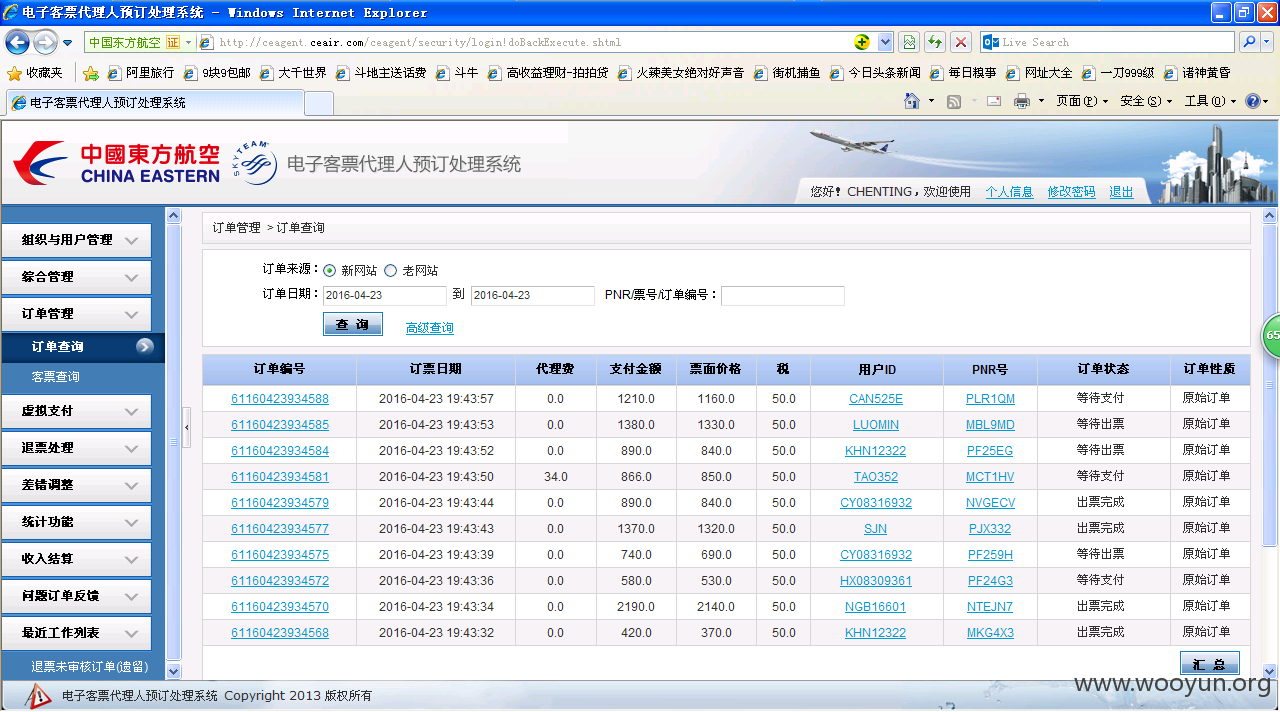 电子客票代理人预订处理系统 - Windows Internet Explorer
中国东方航空 证 http://ceagent.ceair.com/ceagent/security/login!doBackExecute.shtml Live Search
收藏夹 阿里旅行 9块9包邮 大千世界 斗地主送话费 斗牛 高收益理财-拍拍贷 火辣美女绝对好声音 街机捕鱼 今日头条新闻 每日糗事 网址大全 一刀999级 诸神黄昏
电子客票代理人预订处理系统 页面(P) 安全(S) 工具(O)
中國東方航空
CHINA EASTERN
SKYTEAM
电子客票代理人预订处理系统
您好! CHENTING,欢迎使用 个人信息 修改密码 退出
组织与用户管理
综合管理
订单管理
订单查询
客票查询
虚拟支付
退票处理
差错调整
统计功能
收入结算
问题订单反馈
最近工作列表
退票未审核订单(遗留)
订单管理 >订单查询
订单来源: 新网站 老网站
订单日期: 2016-04-23 到 2016-04-23 PNR/票号/订单编号:
查 询 高级查询
订单编号 订票日期 代理费 支付金额 票面价格 税 用户ID PNR号 订单状态 订单性质
61160423934588 2016-04-23 19:43:57 0.0 1210.0 1160.0 50.0 CAN525E PLR1QM 等待支付 原始订单
61160423934585 2016-04-23 19:43:53 0.0 1380.0 1330.0 50.0 LUOMIN MBL9MD 等待出票 原始订单
61160423934584 2016-04-23 19:43:52 0.0 890.0 840.0 50.0 KHN12322 PF25EG 等待出票 原始订单
61160423934581 2016-04-23 19:43:50 34.0 866.0 850.0 50.0 TAO352 MCT1HV 等待支付 原始订单
61160423934579 2016-04-23 19:43:44 0.0 890.0 840.0 50.0 CY08316932 NVGECV 出票完成 原始订单
61160423934577 2016-04-23 19:43:43 0.0 1370.0 1320.0 50.0 SJN PJX332 出票完成 原始订单
61160423934575 2016-04-23 19:43:39 0.0 740.0 690.0 50.0 CY08316932 PF259H 等待出票 原始订单
61160423934572 2016-04-23 19:43:36 0.0 580.0 530.0 50.0 HX08309361 PF24G3 等待支付 原始订单
61160423934570 2016-04-23 19:43:34 0.0 2190.0 2140.0 50.0 NGB16601 NTEJN7 出票完成 原始订单
61160423934568 2016-04-23 19:43:32 0.0 420.0 370.0 50.0 KHN12322 MKG4X3 出票完成 原始订单
汇 总
65
电子客票代理人预订处理系统 Copyright 2013 版权所有
www.wooyun.org